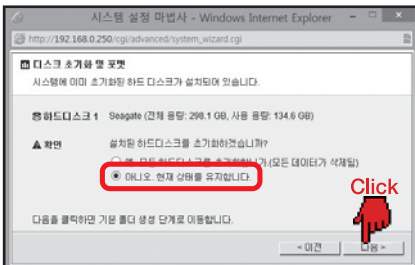 시스템 설정 마법사 - Windows Internet Explorer
http://192.168.0.250/cgi/advanced/system_wizard.cgi
디스크 초기화 및 포맷
시스템에 이미 초기화된 하드 디스크가 설치되어 있습니다.
하드디스크 1 Seagate (전체 용량: 298.1 GB, 사용 용량: 134.6 GB)
확인 설치된 하드디스크를 초기화하겠습니까?
예. 모든 하드디스크를 초기화합니다.(모든 데이터가 삭제됨)
아니오. 현재 상태를 유지합니다.
Click
다음을 클릭하면 기본 폴더 생성 단계로 이동합니다.
< 이전 다음 >